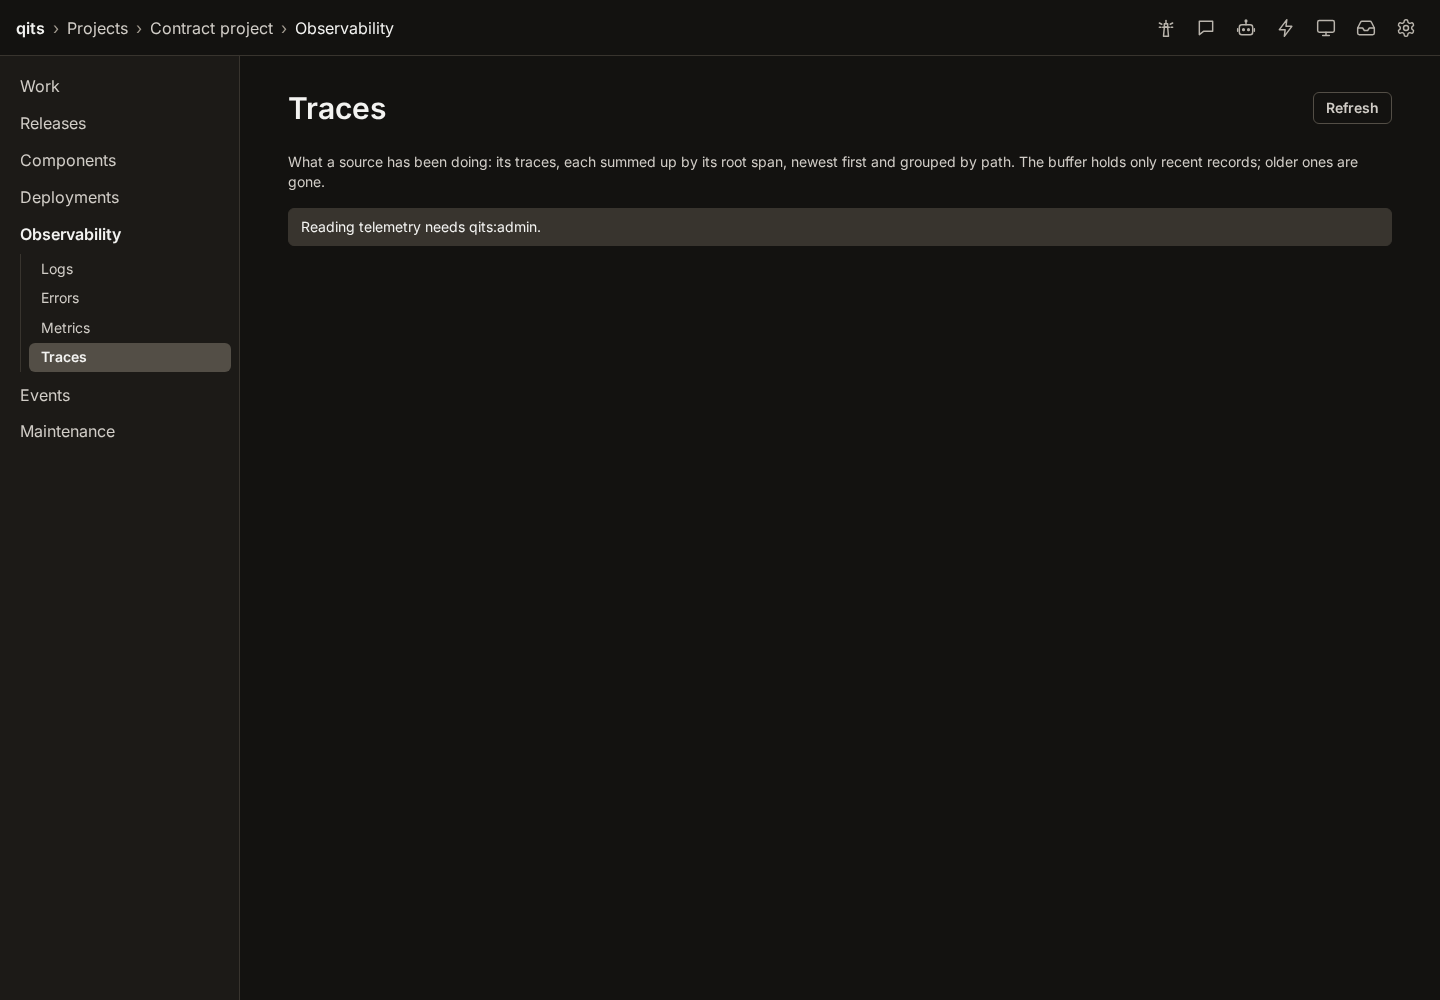 qits › Projects › Contract project › Observability
Work
Releases
Components
Deployments
Observability
Logs
Errors
Metrics
Traces
Events
Maintenance
Traces
Refresh
What a source has been doing: its traces, each summed up by its root span, newest first and grouped by path. The buffer holds only recent records; older ones are
gone.
Reading telemetry needs qits:admin.